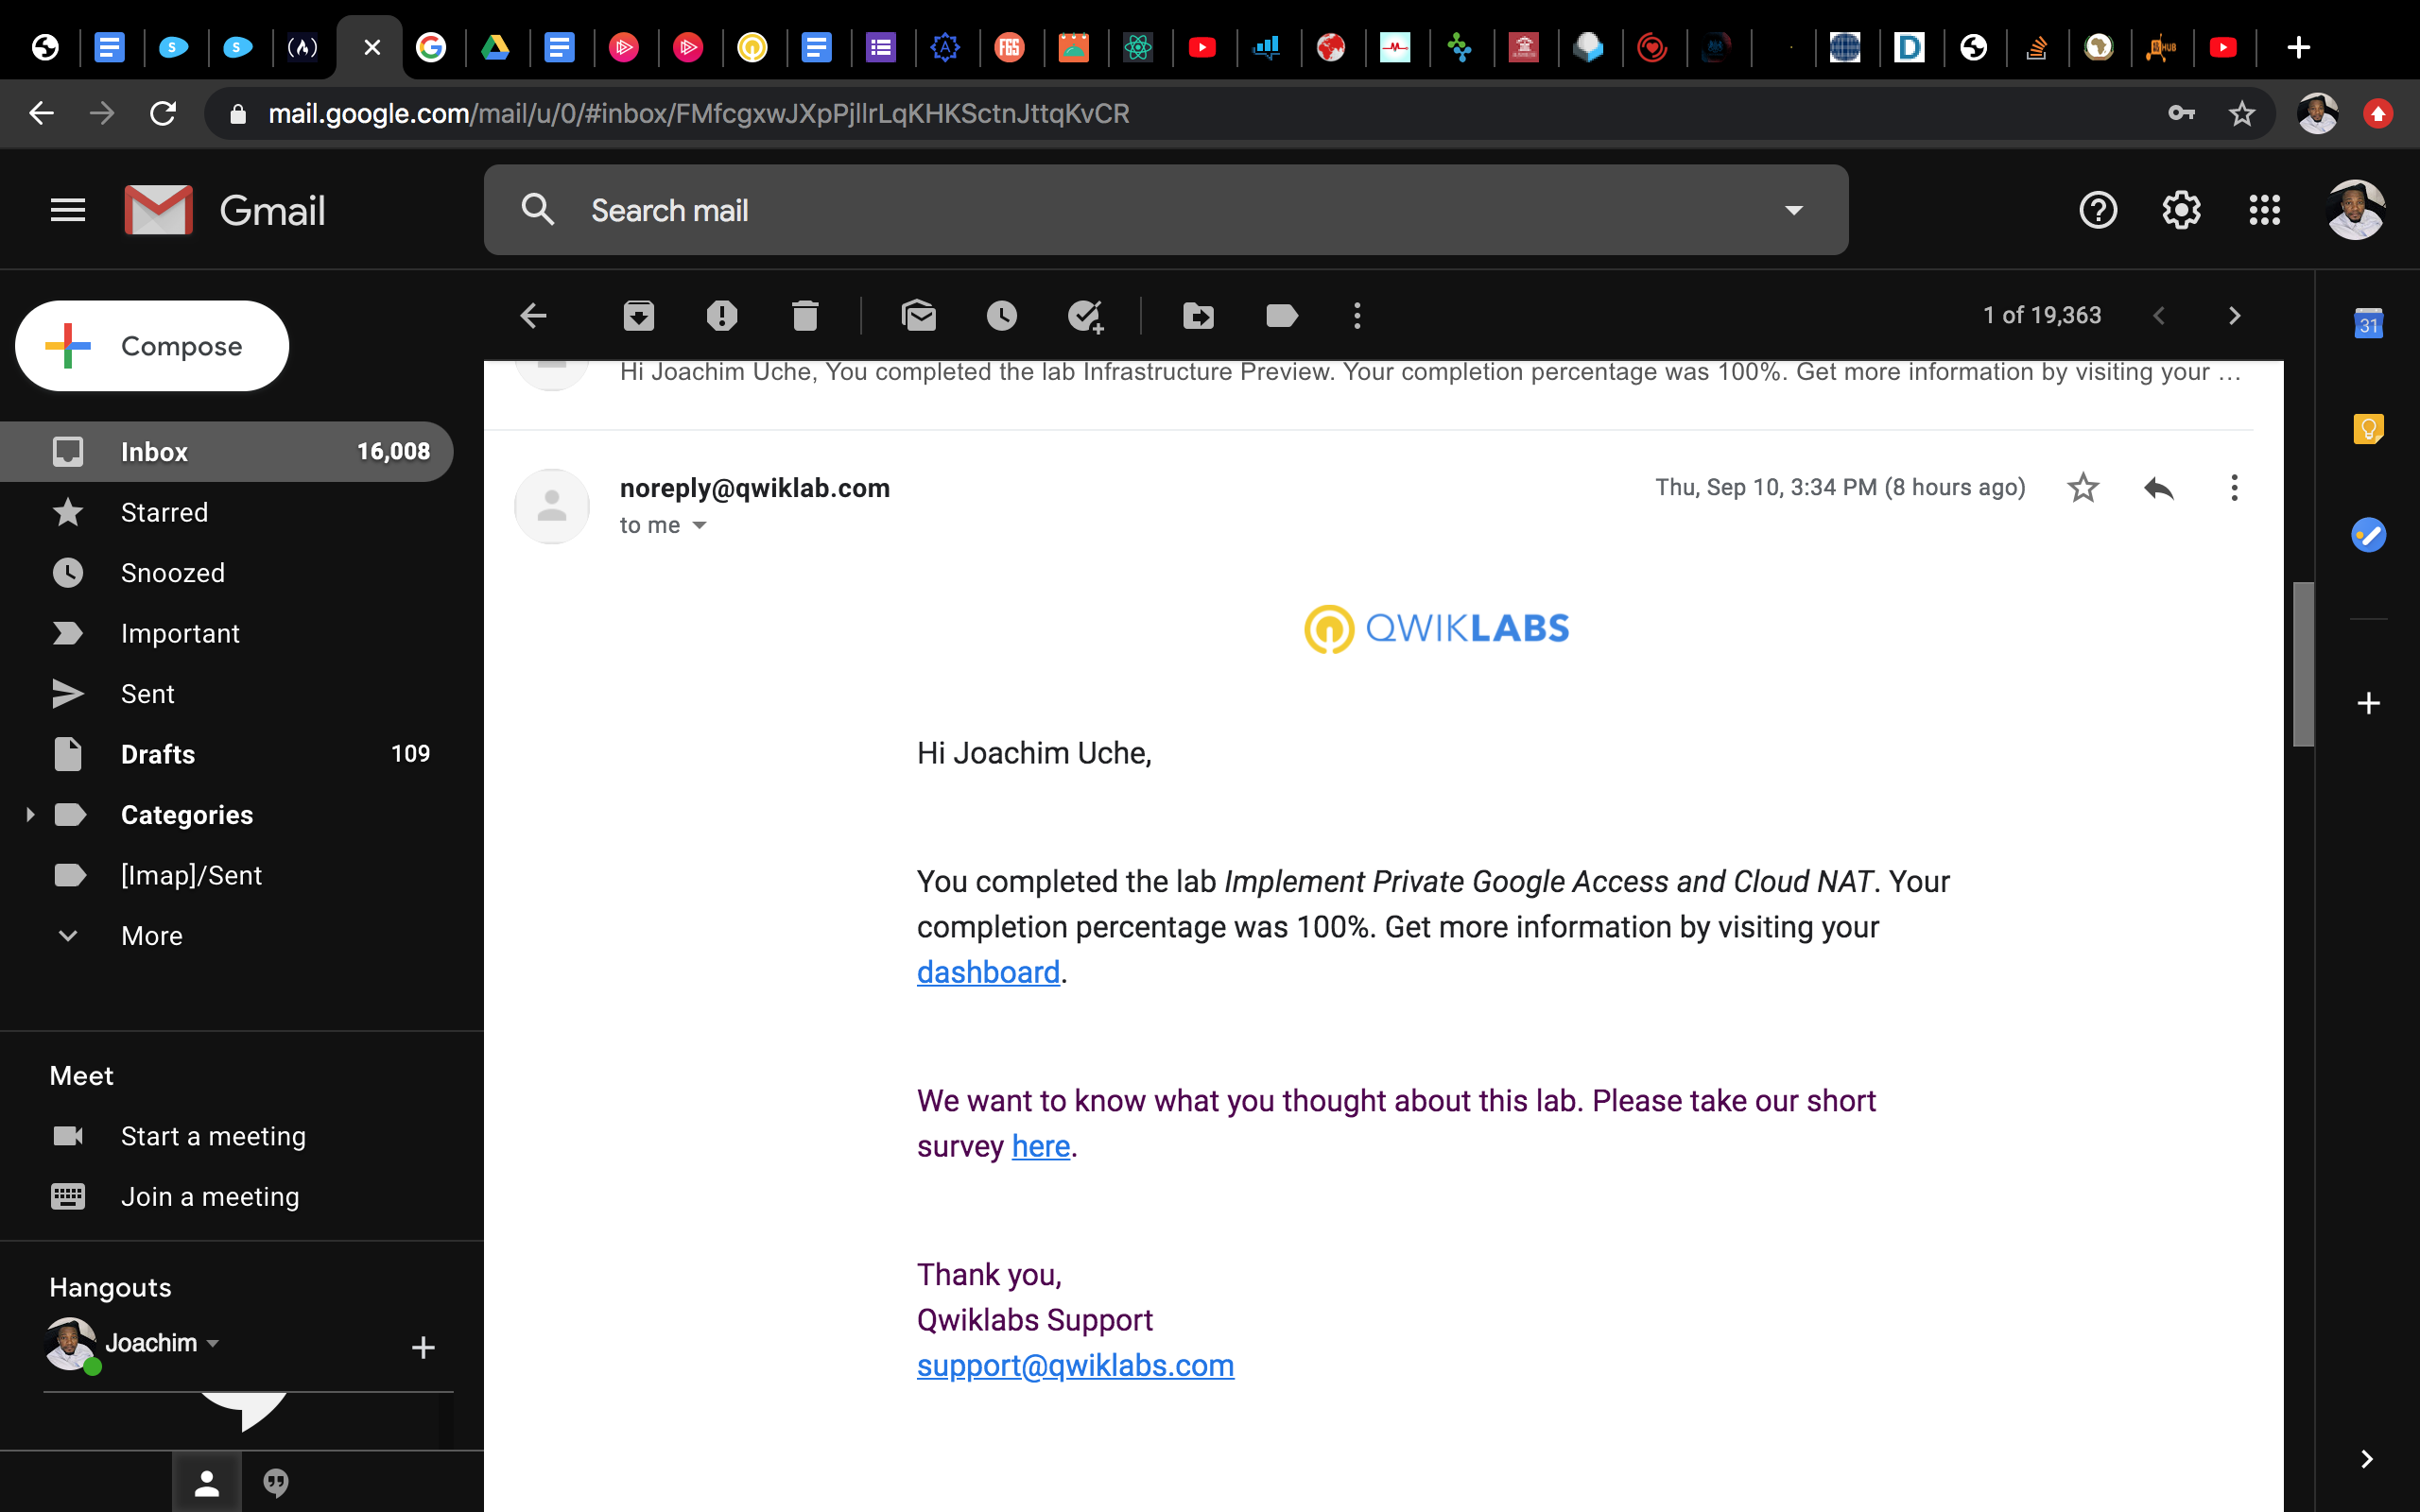 mail.google.com/mail/u/0/#inbox/FMfcgxwJXpPjllrLqKHKSctnJttqKvCR
Gmail
Search mail
Compose
1 of 19,363
31
Hi Joachim Uche, You completed the lab Infrastructure Preview. Your completion percentage was 100%. Get more information by visiting your ...
Inbox 16,008
Starred
Snoozed
Important
Sent
Drafts 109
Categories
[Imap]/Sent
More
Meet
Start a meeting
Join a meeting
Hangouts
Joachim
noreply@qwiklab.com
Thu, Sep 10, 3:34 PM (8 hours ago)
to me
QWIKLABS
Hi Joachim Uche,
You completed the lab Implement Private Google Access and Cloud NAT. Your
completion percentage was 100%. Get more information by visiting your
dashboard.
We want to know what you thought about this lab. Please take our short
survey here.
Thank you,
Qwiklabs Support
support@qwiklabs.com